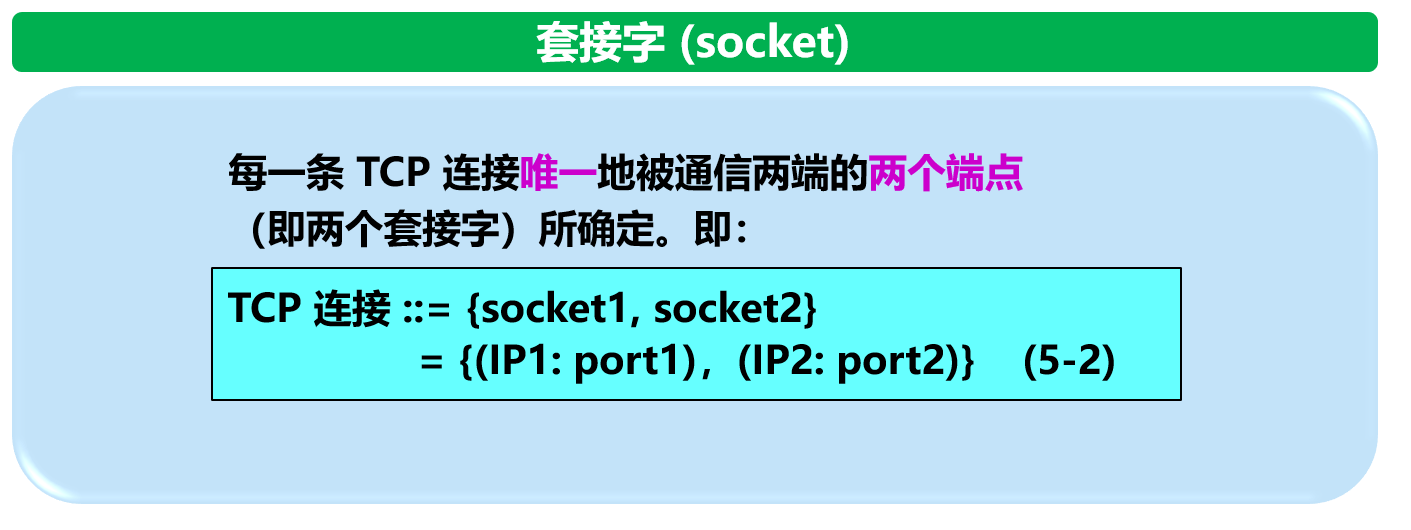 套接字 (socket)
每一条 TCP 连接唯一地被通信两端的两个端点
（即两个套接字）所确定。即：
TCP 连接 ::= {socket1, socket2}
= {(IP1: port1)，(IP2: port2)} (5-2)